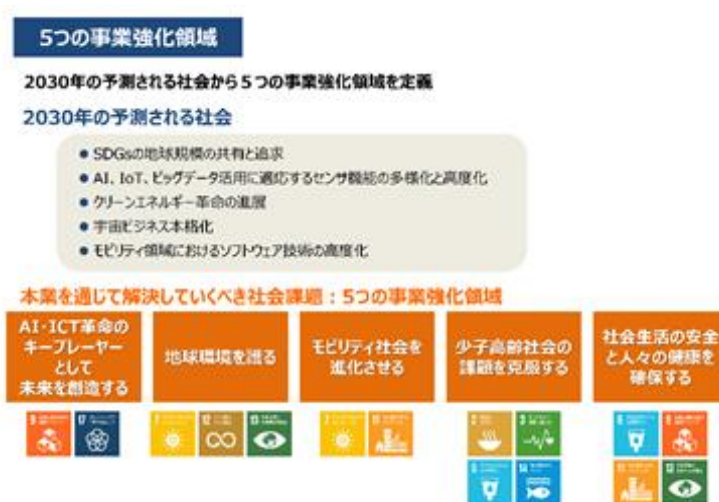 5つの事業強化領域
2030年の予測される社会から5つの事業強化領域を定義
2030年の予測される社会
● SDGsの地球規模の共有と追求
● AI、IoT、ビッグデータ活用に適応するセンサ機能の多様化と高度化
● クリーンエネルギー革命の進展
● 宇宙ビジネス本格化
● モビリティ領域におけるソフトウェア技術の高度化
本業を通じて解決していくべき社会課題：5つの事業強化領域
AI・ICT革命の
キープレーヤー
として
未来を創造する
地球環境を護る
モビリティ社会を
進化させる
少子高齢社会の
課題を克服する
社会生活の安全
と人々の健康を
確保する
9 17
7 12 13
7 11